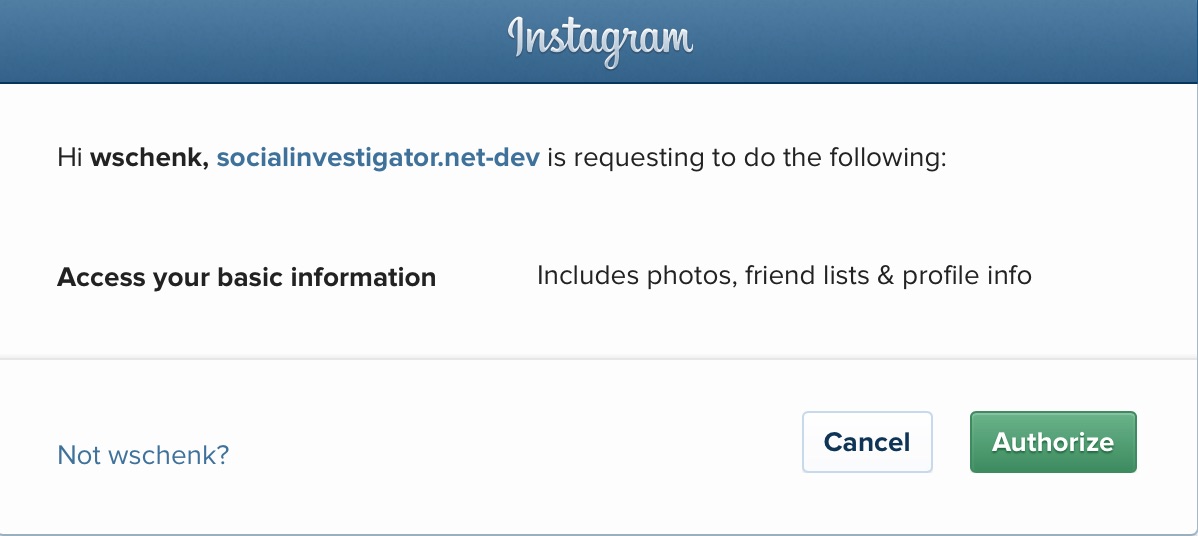 Instagram
Hi wschenk, socialinvestigator.net-dev is requesting to do the following:
Access your basic information Includes photos, friend lists & profile info
Not wschenk? Cancel Authorize